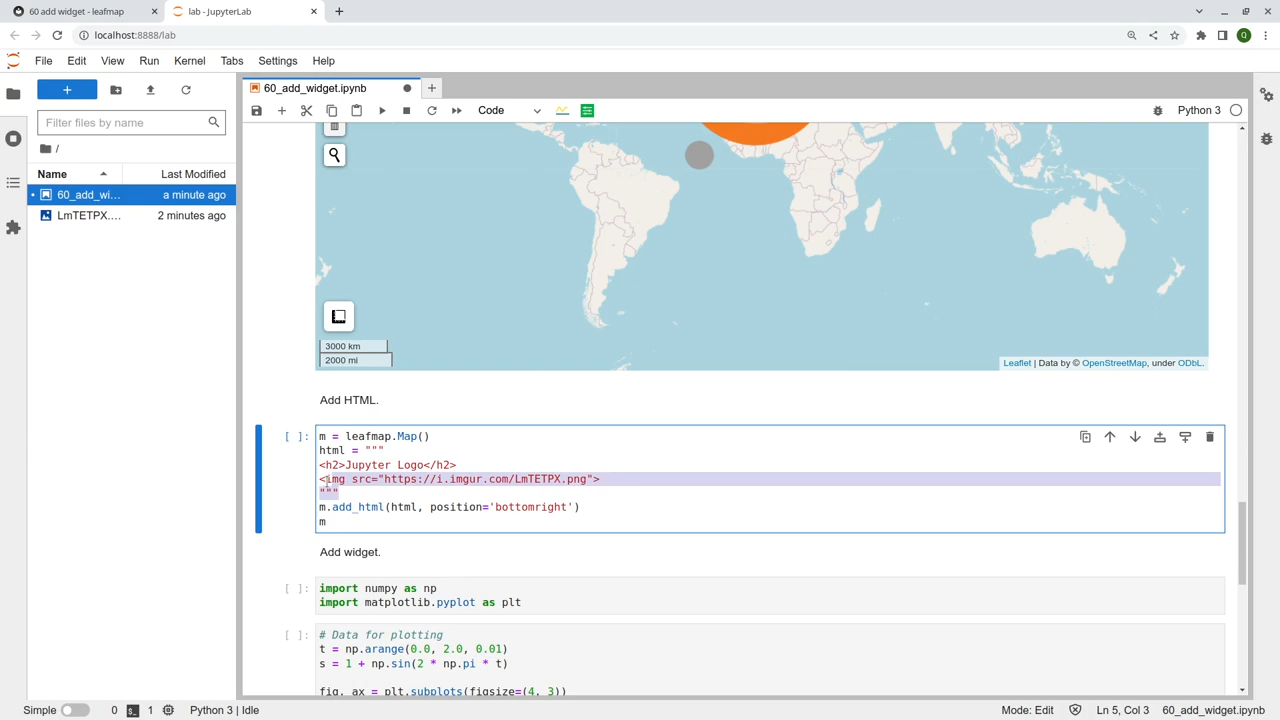 60 add widget - leafmap
lab - JupyterLab
localhost:8888/lab
Q
File Edit View Run Kernel Tabs Settings Help
60_add_widget.ipynb
Code
Python 3
Filter files by name
/
Name Last Modified
60_add_wi... a minute ago
LmTETPX.... 2 minutes ago
3000 km
2000 mi
Leaflet | Data by © OpenStreetMap, under ODbL.
Add HTML.
[ ]:
m = leafmap.Map()
html = """
<h2>Jupyter Logo</h2>
<img src="https://i.imgur.com/LmTETPX.png">
"""
m.add_html(html, position='bottomright')
m
Add widget.
[ ]:
import numpy as np
import matplotlib.pyplot as plt
[ ]:
# Data for plotting
t = np.arange(0.0, 2.0, 0.01)
s = 1 + np.sin(2 * np.pi * t)
fig, ax = plt.subplots(figsize=(4, 3))
Simple 0 1 Python 3 | Idle Mode: Edit Ln 5, Col 3 60_add_widget.ipynb